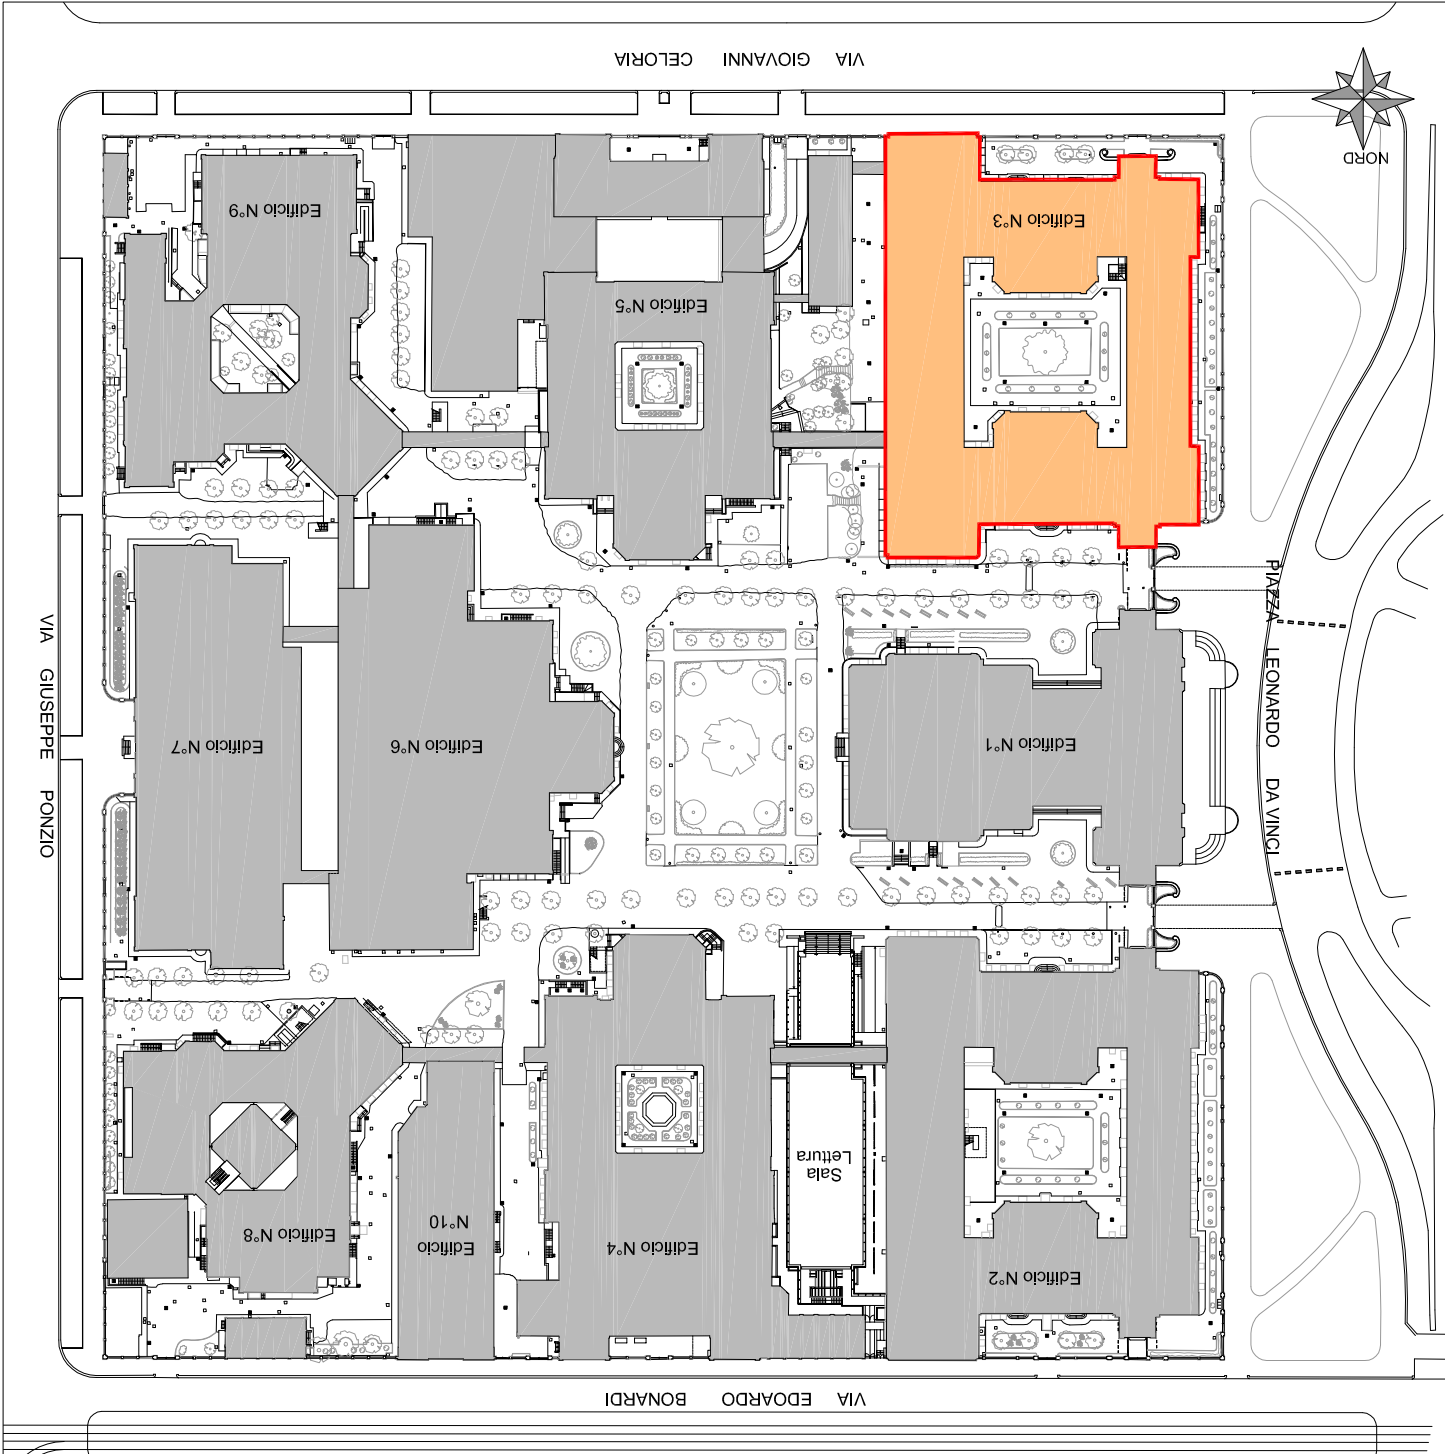 VIA GIOVANNI CELORIA
NORD
Edificio N°9
Edificio N°3
Edificio N°5
PIAZZA LEONARDO DA VINCI
VIA GIUSEPPE PONZIO
Edificio N°7
Edificio N°6
Edificio N°1
Sala
Lettura
Edificio N°8
Edificio
N°10
Edificio N°4
Edificio N°2
VIA EDOARDO BONARDI